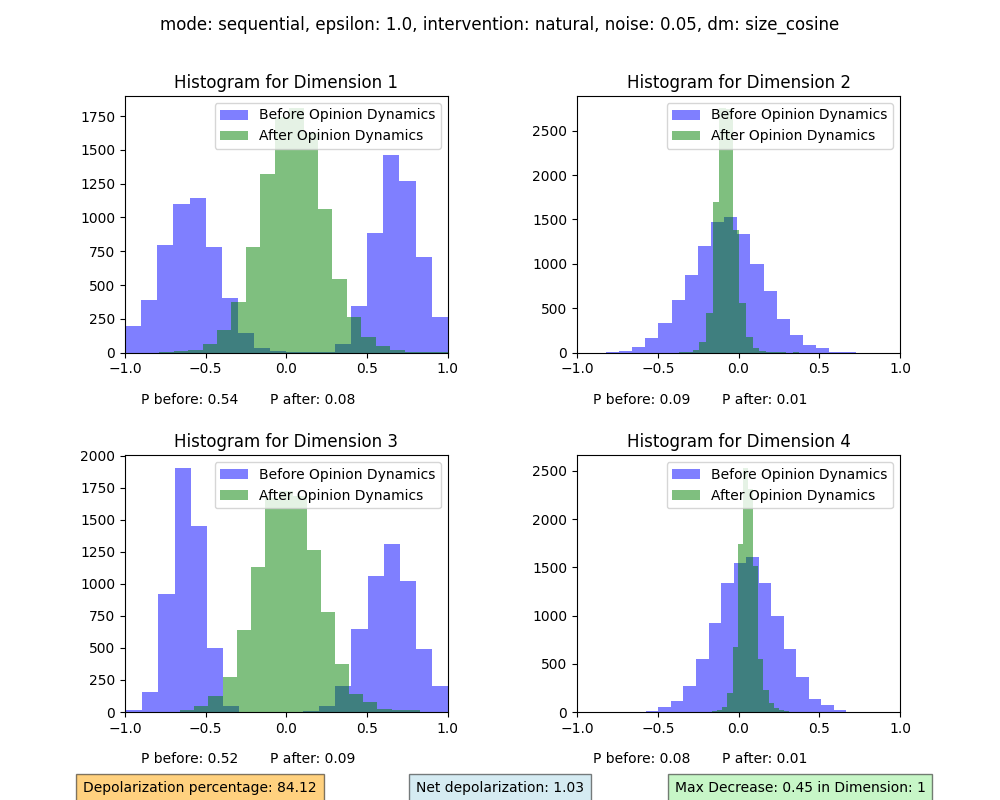 mode: sequential, epsilon: 1.0, intervention: natural, noise: 0.05, dm: size_cosine
Histogram for Dimension 1
Before Opinion Dynamics
After Opinion Dynamics
1750
1500
1250
1000
750
500
250
0
−1.0 −0.5 0.0 0.5 1.0
P before: 0.54 P after: 0.08
Histogram for Dimension 2
Before Opinion Dynamics
After Opinion Dynamics
2500
2000
1500
1000
500
0
−1.0 −0.5 0.0 0.5 1.0
P before: 0.09 P after: 0.01
Histogram for Dimension 3
Before Opinion Dynamics
After Opinion Dynamics
2000
1750
1500
1250
1000
750
500
250
0
−1.0 −0.5 0.0 0.5 1.0
P before: 0.52 P after: 0.09
Histogram for Dimension 4
Before Opinion Dynamics
After Opinion Dynamics
2500
2000
1500
1000
500
0
−1.0 −0.5 0.0 0.5 1.0
P before: 0.08 P after: 0.01
Depolarization percentage: 84.12
Net depolarization: 1.03
Max Decrease: 0.45 in Dimension: 1